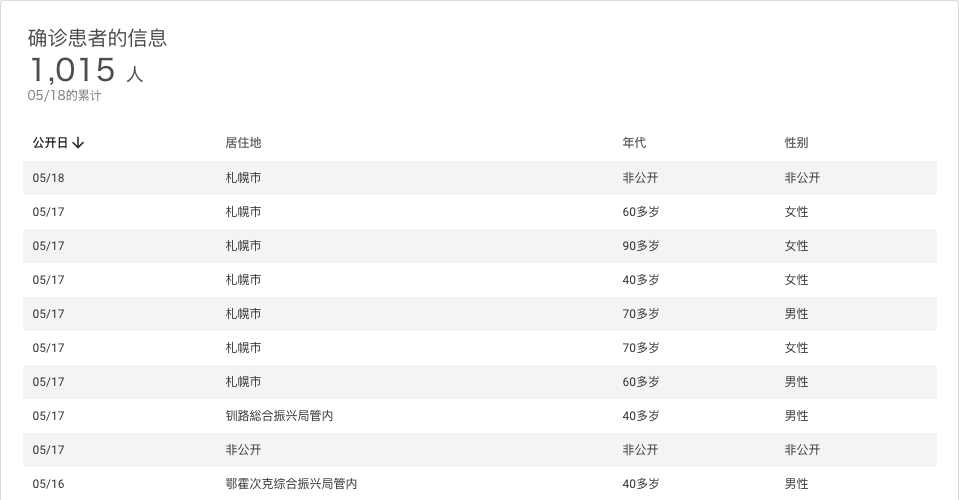 确诊患者的信息
1,015 人
05/18的累计
公开日 居住地 年代 性别
05/18 札幌市 非公开 非公开
05/17 札幌市 60多岁 女性
05/17 札幌市 90多岁 女性
05/17 札幌市 40多岁 女性
05/17 札幌市 70多岁 男性
05/17 札幌市 70多岁 女性
05/17 札幌市 60多岁 男性
05/17 钏路総合振兴局管内 40多岁 男性
05/17 非公开 非公开 非公开
05/16 鄂霍次克综合振兴局管内 40多岁 男性